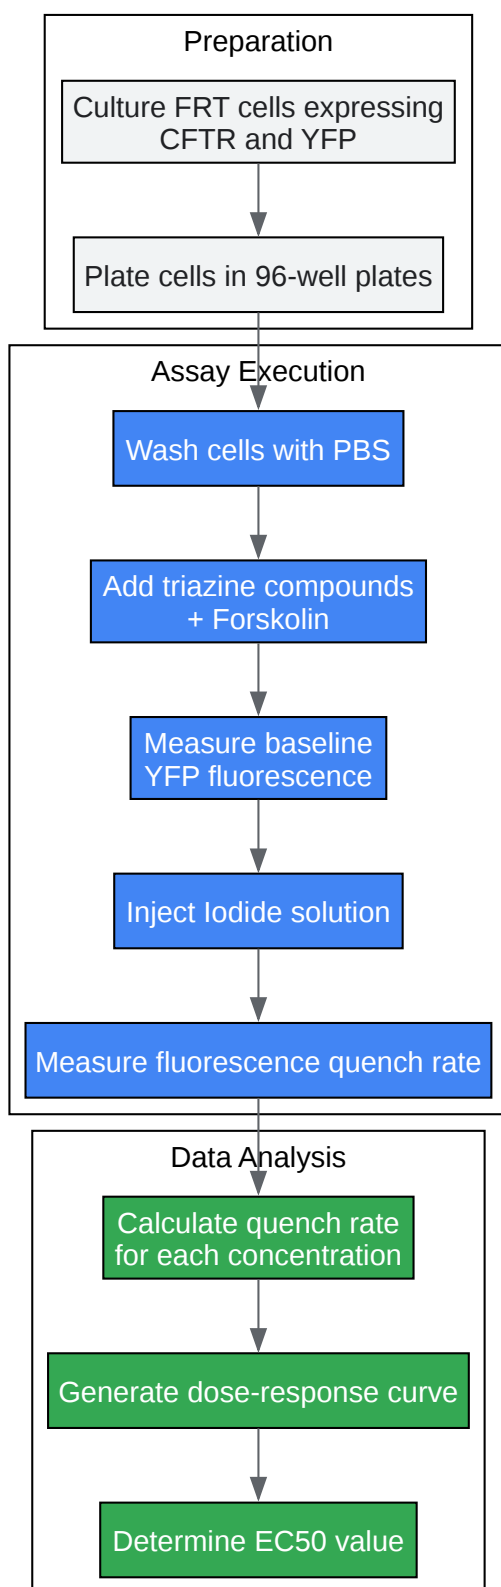 Preparation
Culture FRT cells expressing
CFTR and YFP
Plate cells in 96-well plates
Assay Execution
Wash cells with PBS
Add triazine compounds
+ Forskolin
Measure baseline
YFP fluorescence
Inject Iodide solution
Measure fluorescence quench rate
Data Analysis
Calculate quench rate
for each concentration
Generate dose-response curve
Determine EC50 value